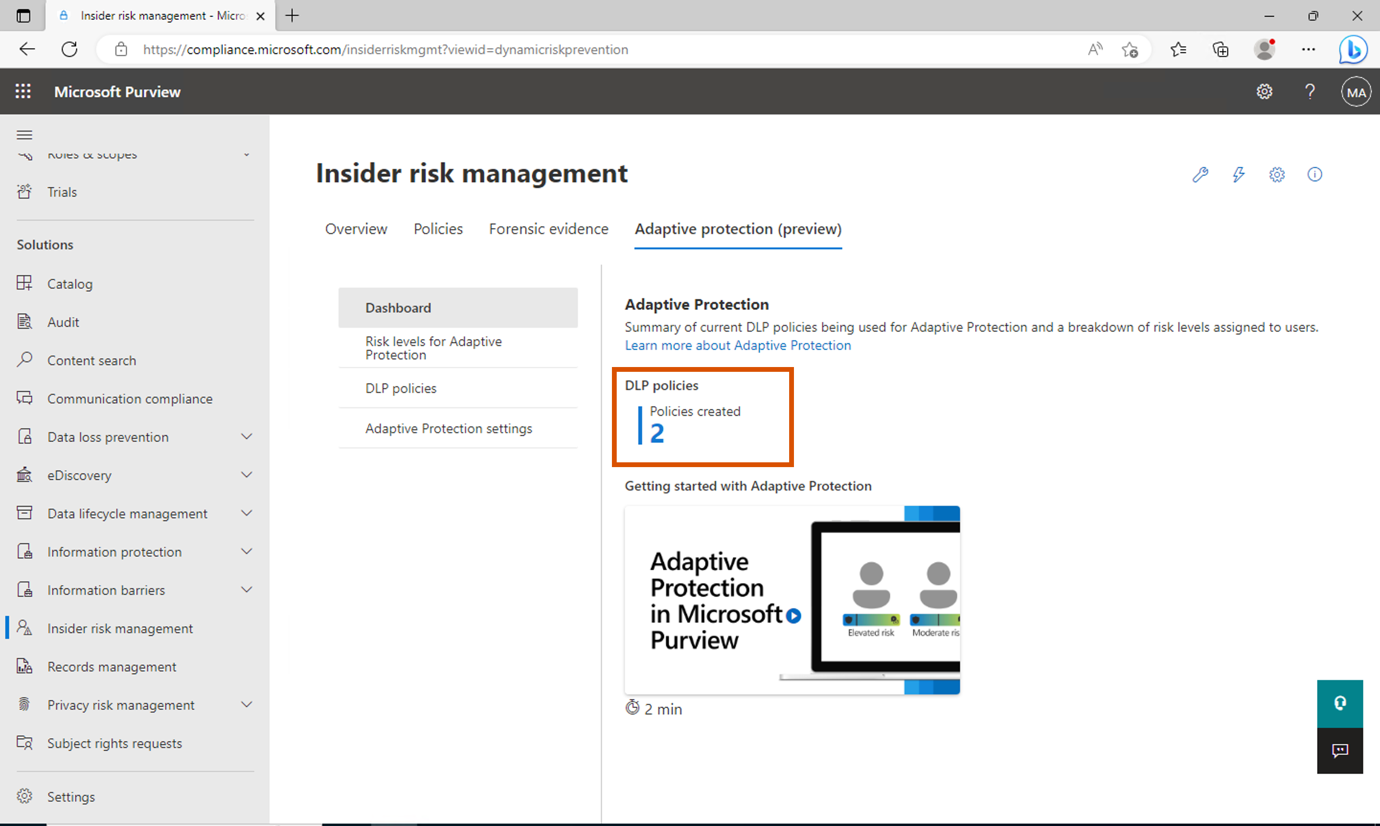 Insider risk management - Micro
https://compliance.microsoft.com/insiderriskmgmt?viewid=dynamicriskprevention
Microsoft Purview
MA
Roles & scopes
Trials
Solutions
Catalog
Audit
Content search
Communication compliance
Data loss prevention
eDiscovery
Data lifecycle management
Information protection
Information barriers
Insider risk management
Records management
Privacy risk management
Subject rights requests
Settings
Insider risk management
Overview
Policies
Forensic evidence
Adaptive protection (preview)
Dashboard
Risk levels for Adaptive
Protection
DLP policies
Adaptive Protection settings
Adaptive Protection
Summary of current DLP policies being used for Adaptive Protection and a breakdown of risk levels assigned to users.
Learn more about Adaptive Protection
DLP policies
Policies created
2
Getting started with Adaptive Protection
Adaptive
Protection
in Microsoft
Purview
Elevated risk
Moderate ris
2 min